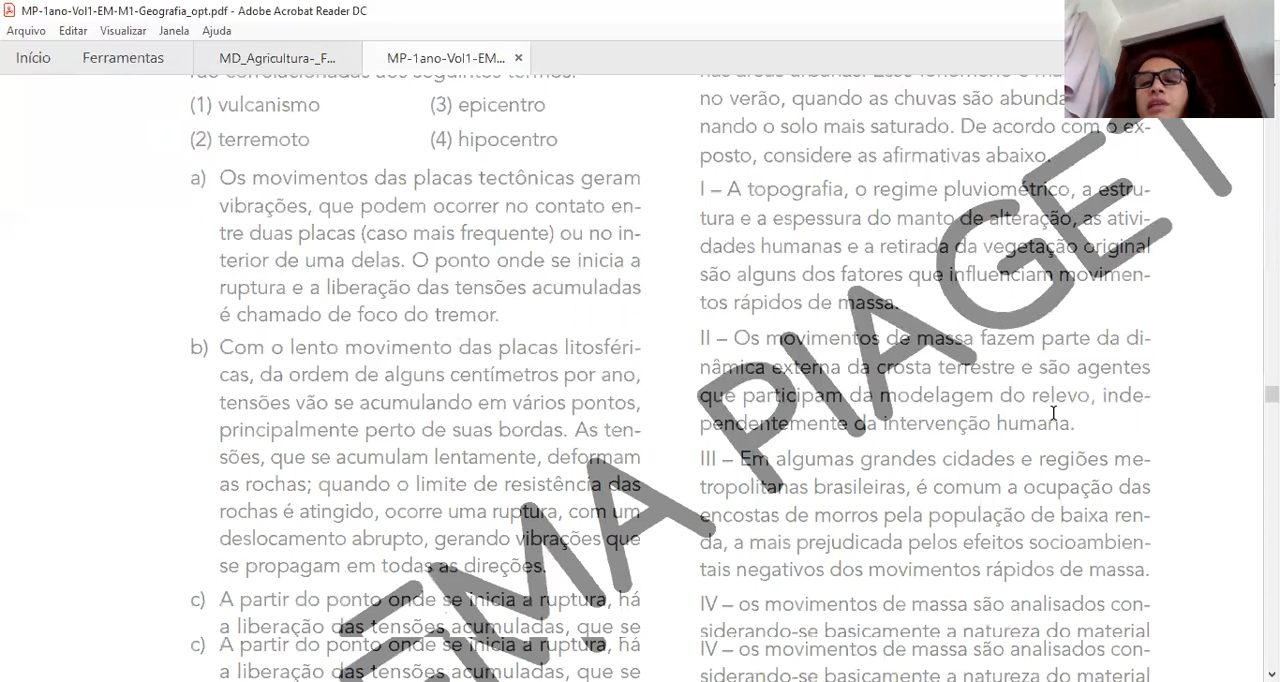 MP-1ano-Vol1-EM-M1-Geografia_opt.pdf - Adobe Acrobat Reader DC
Arquivo Editar Visualizar Janela Ajuda
Início Ferramentas MD_Agricultura-_F... MP-1ano-Vol1-EM... ×
rão correlacionados aos seguintes termos.
(1) vulcanismo (3) epicentro
(2) terremoto (4) hipocentro
a) Os movimentos das placas tectônicas geram
vibrações, que podem ocorrer no contato en-
tre duas placas (caso mais frequente) ou no in-
terior de uma delas. O ponto onde se inicia a
ruptura e a liberação das tensões acumuladas
é chamado de foco do tremor.
b) Com o lento movimento das placas litosféri-
cas, da ordem de alguns centímetros por ano,
tensões vão se acumulando em vários pontos,
principalmente perto de suas bordas. As ten-
sões, que se acumulam lentamente, deformam
as rochas; quando o limite de resistência das
rochas é atingido, ocorre uma ruptura, com um
deslocamento abrupto, gerando vibrações que
se propagam em todas as direções.
c) A partir do ponto onde se inicia a ruptura, há
a liberação das tensões acumuladas, que se
c) A partir do ponto onde se inicia a ruptura, há
a liberação das tensões acumuladas, que se
nas áreas urbanas. Esse fenômeno é
no verão, quando as chuvas são
nando o solo mais saturado. De acordo com o ex-
posto, considere as afirmativas abaixo.
I – A topografia, o regime pluviométrico, a estru-
tura e a espessura do manto de alteração, as ativi-
dades humanas e a retirada da vegetação original
são alguns dos fatores que influenciam movimen-
tos rápidos de massa.
II – Os movimentos de massa fazem parte da di-
nâmica externa da crosta terrestre e são agentes
que participam da modelagem do relevo, inde-
pendentemente da intervenção humana.
III – Em algumas grandes cidades e regiões me-
tropolitanas brasileiras, é comum a ocupação das
encostas de morros pela população de baixa ren-
da, a mais prejudicada pelos efeitos socioambien-
tais negativos dos movimentos rápidos de massa.
IV – os movimentos de massa são analisados con-
siderando-se basicamente a natureza do material
IV – os movimentos de massa são analisados con-
siderando-se basicamente a natureza do material
EMA PIAGET